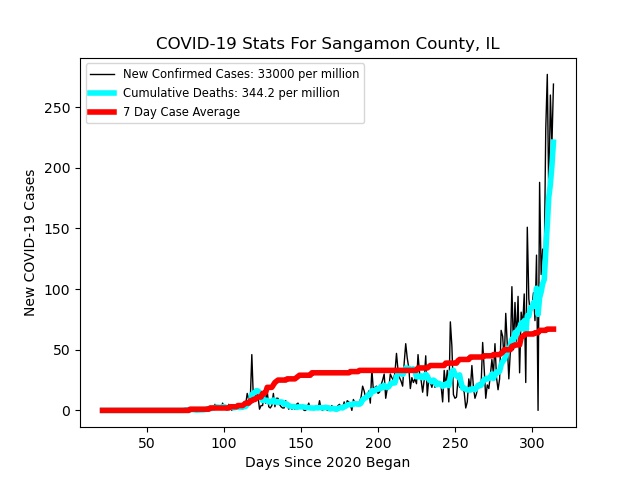 COVID-19 Stats For Sangamon County, IL
New Confirmed Cases: 33000 per million
Cumulative Deaths: 344.2 per million
7 Day Case Average
New COVID-19 Cases
250
200
150
100
50
0
50
100
150
200
250
300
Days Since 2020 Began